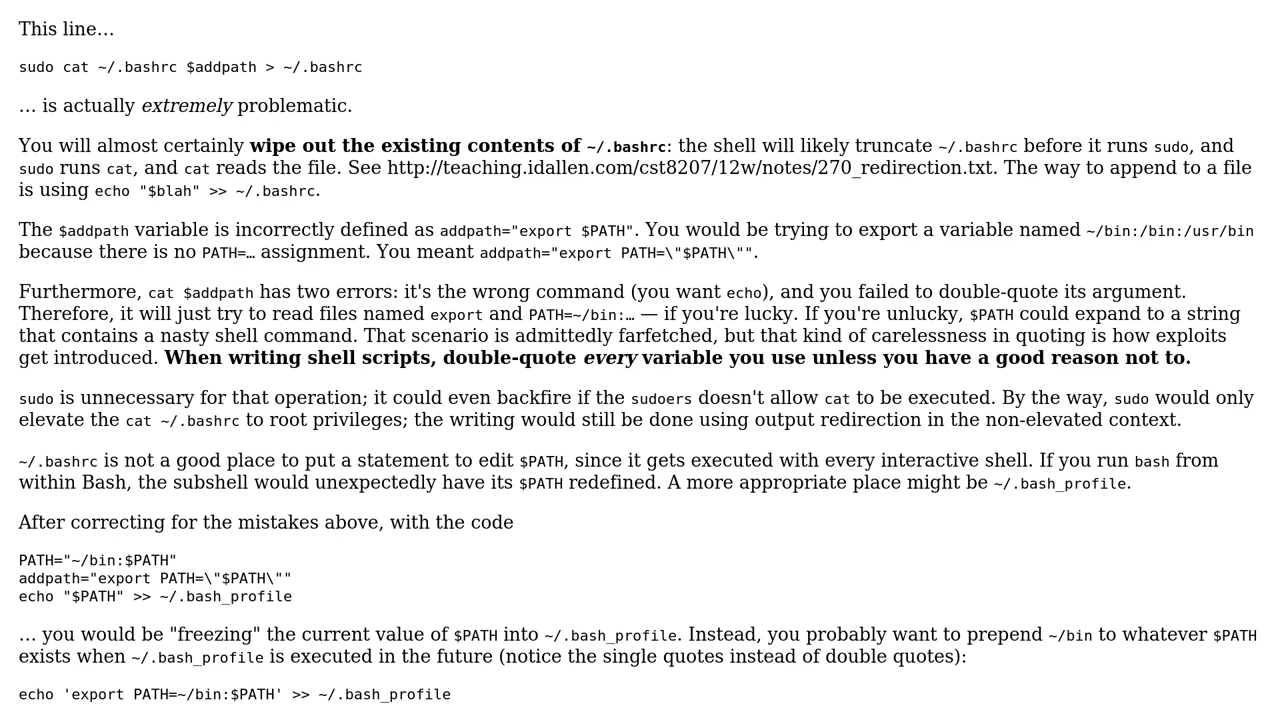 This line…
sudo cat ~/.bashrc $addpath > ~/.bashrc
… is actually extremely problematic.
You will almost certainly wipe out the existing contents of ~/.bashrc: the shell will likely truncate ~/.bashrc before it runs sudo, and
sudo runs cat, and cat reads the file. See http://teaching.idallen.com/cst8207/12w/notes/270_redirection.txt. The way to append to a file
is using echo "$blah" >> ~/.bashrc.
The $addpath variable is incorrectly defined as addpath="export $PATH". You would be trying to export a variable named ~/bin:/bin:/usr/bin
because there is no PATH=… assignment. You meant addpath="export PATH=\"$PATH\"".
Furthermore, cat $addpath has two errors: it's the wrong command (you want echo), and you failed to double-quote its argument.
Therefore, it will just try to read files named export and PATH=~/bin:… — if you're lucky. If you're unlucky, $PATH could expand to a string
that contains a nasty shell command. That scenario is admittedly farfetched, but that kind of carelessness in quoting is how exploits
get introduced. When writing shell scripts, double-quote every variable you use unless you have a good reason not to.
sudo is unnecessary for that operation; it could even backfire if the sudoers doesn't allow cat to be executed. By the way, sudo would only
elevate the cat ~/.bashrc to root privileges; the writing would still be done using output redirection in the non-elevated context.
~/.bashrc is not a good place to put a statement to edit $PATH, since it gets executed with every interactive shell. If you run bash from
within Bash, the subshell would unexpectedly have its $PATH redefined. A more appropriate place might be ~/.bash_profile.
After correcting for the mistakes above, with the code
PATH="~/bin:$PATH"
addpath="export PATH=\"$PATH\""
echo "$PATH" >> ~/.bash_profile
… you would be "freezing" the current value of $PATH into ~/.bash_profile. Instead, you probably want to prepend ~/bin to whatever $PATH
exists when ~/.bash_profile is executed in the future (notice the single quotes instead of double quotes):
echo 'export PATH=~/bin:$PATH' >> ~/.bash_profile